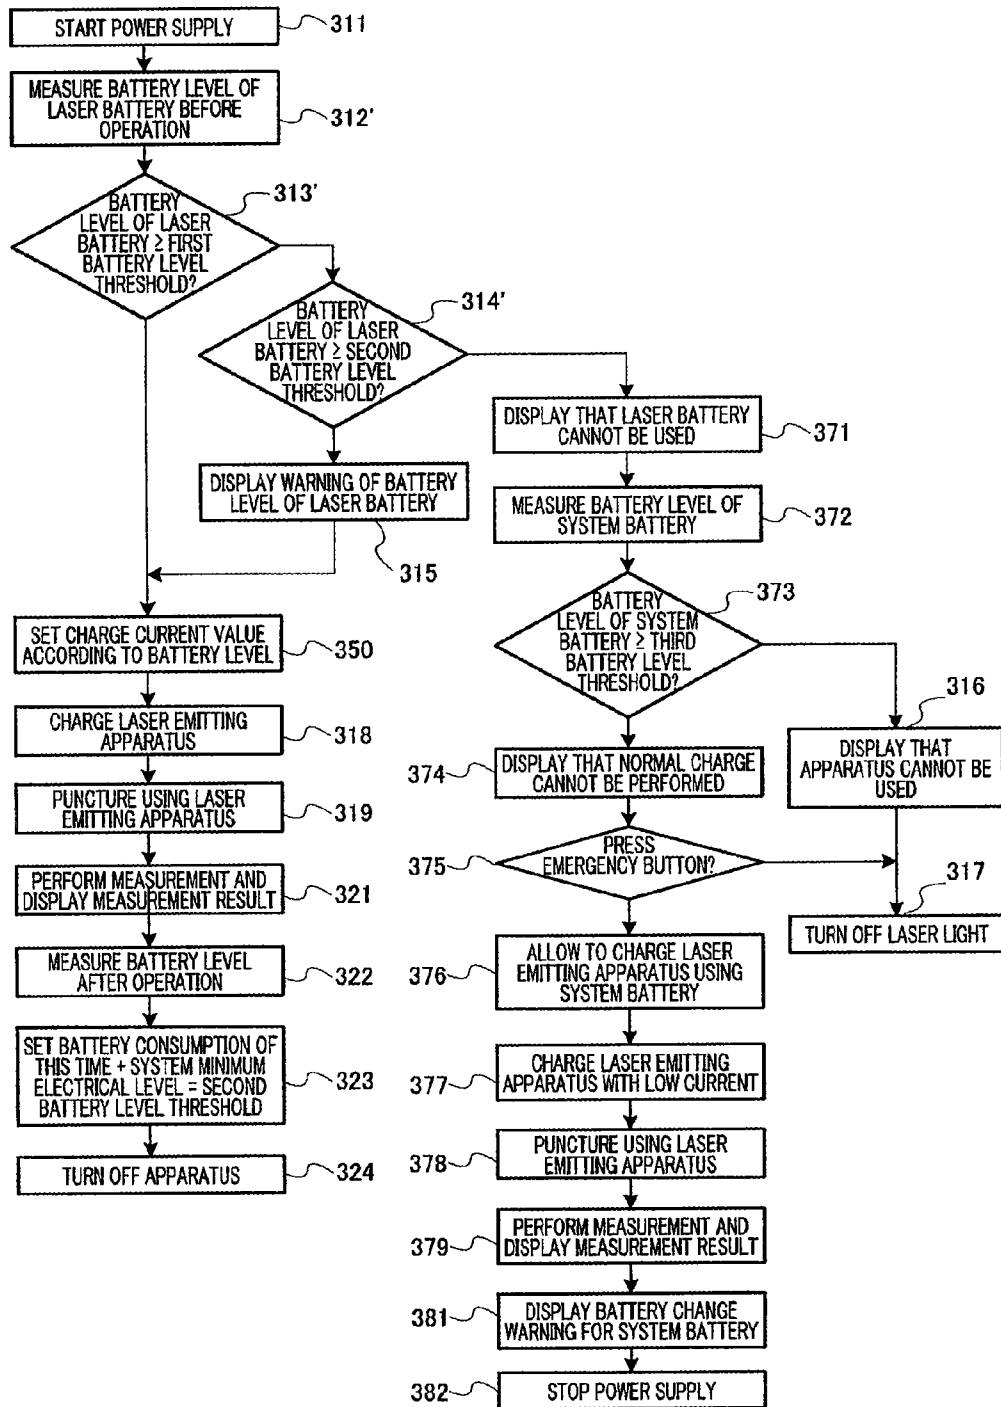 START POWER SUPPLY
311
MEASURE BATTERY LEVEL OF
LASER BATTERY BEFORE
OPERATION
312'
BATTERY
LEVEL OF LASER
BATTERY ≥ FIRST
BATTERY LEVEL
THRESHOLD?
313'
BATTERY
LEVEL OF LASER
BATTERY ≥ SECOND
BATTERY LEVEL
THRESHOLD?
314'
DISPLAY WARNING OF BATTERY
LEVEL OF LASER BATTERY
315
SET CHARGE CURRENT VALUE
ACCORDING TO BATTERY LEVEL
350
CHARGE LASER EMITTING
APPARATUS
318
PUNCTURE USING LASER
EMITTING APPARATUS
319
PERFORM MEASUREMENT AND
DISPLAY MEASUREMENT RESULT
321
MEASURE BATTERY LEVEL
AFTER OPERATION
322
SET BATTERY CONSUMPTION OF
THIS TIME + SYSTEM MINIMUM
ELECTRICAL LEVEL = SECOND
BATTERY LEVEL THRESHOLD
323
TURN OFF APPARATUS
324
DISPLAY THAT LASER BATTERY
CANNOT BE USED
371
MEASURE BATTERY LEVEL OF
SYSTEM BATTERY
372
BATTERY
LEVEL OF SYSTEM
BATTERY ≥ THIRD
BATTERY LEVEL
THRESHOLD?
373
316
DISPLAY THAT
APPARATUS CANNOT BE
USED
374
DISPLAY THAT NORMAL CHARGE
CANNOT BE PERFORMED
375
PRESS
EMERGENCY BUTTON?
317
TURN OFF LASER LIGHT
376
ALLOW TO CHARGE LASER
EMITTING APPARATUS USING
SYSTEM BATTERY
377
CHARGE LASER EMITTING
APPARATUS WITH LOW CURRENT
378
PUNCTURE USING LASER
EMITTING APPARATUS
379
PERFORM MEASUREMENT AND
DISPLAY MEASUREMENT RESULT
381
DISPLAY BATTERY CHANGE
WARNING FOR SYSTEM BATTERY
382
STOP POWER SUPPLY